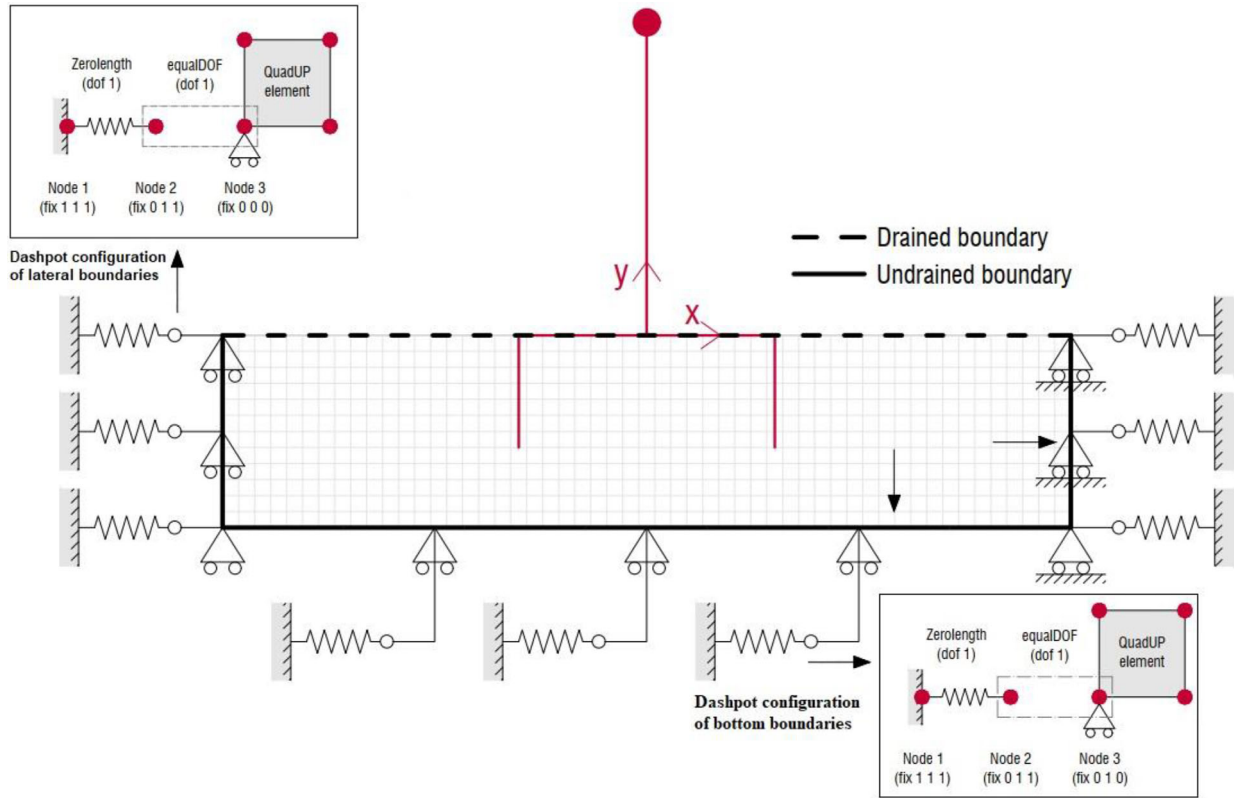 Zerolength
(dof 1)
equalDOF
(dof 1)
QuadUP
element
Node 1
(fix 1 1 1)
Node 2
(fix 0 1 1)
Node 3
(fix 0 0 0)
Dashpot configuration
of lateral boundaries
Drained boundary
Undrained boundary
y
x
Dashpot configuration
of bottom boundaries
Zerolength
(dof 1)
equalDOF
(dof 1)
QuadUP
element
Node 1
(fix 1 1 1)
Node 2
(fix 0 1 1)
Node 3
(fix 0 1 0)